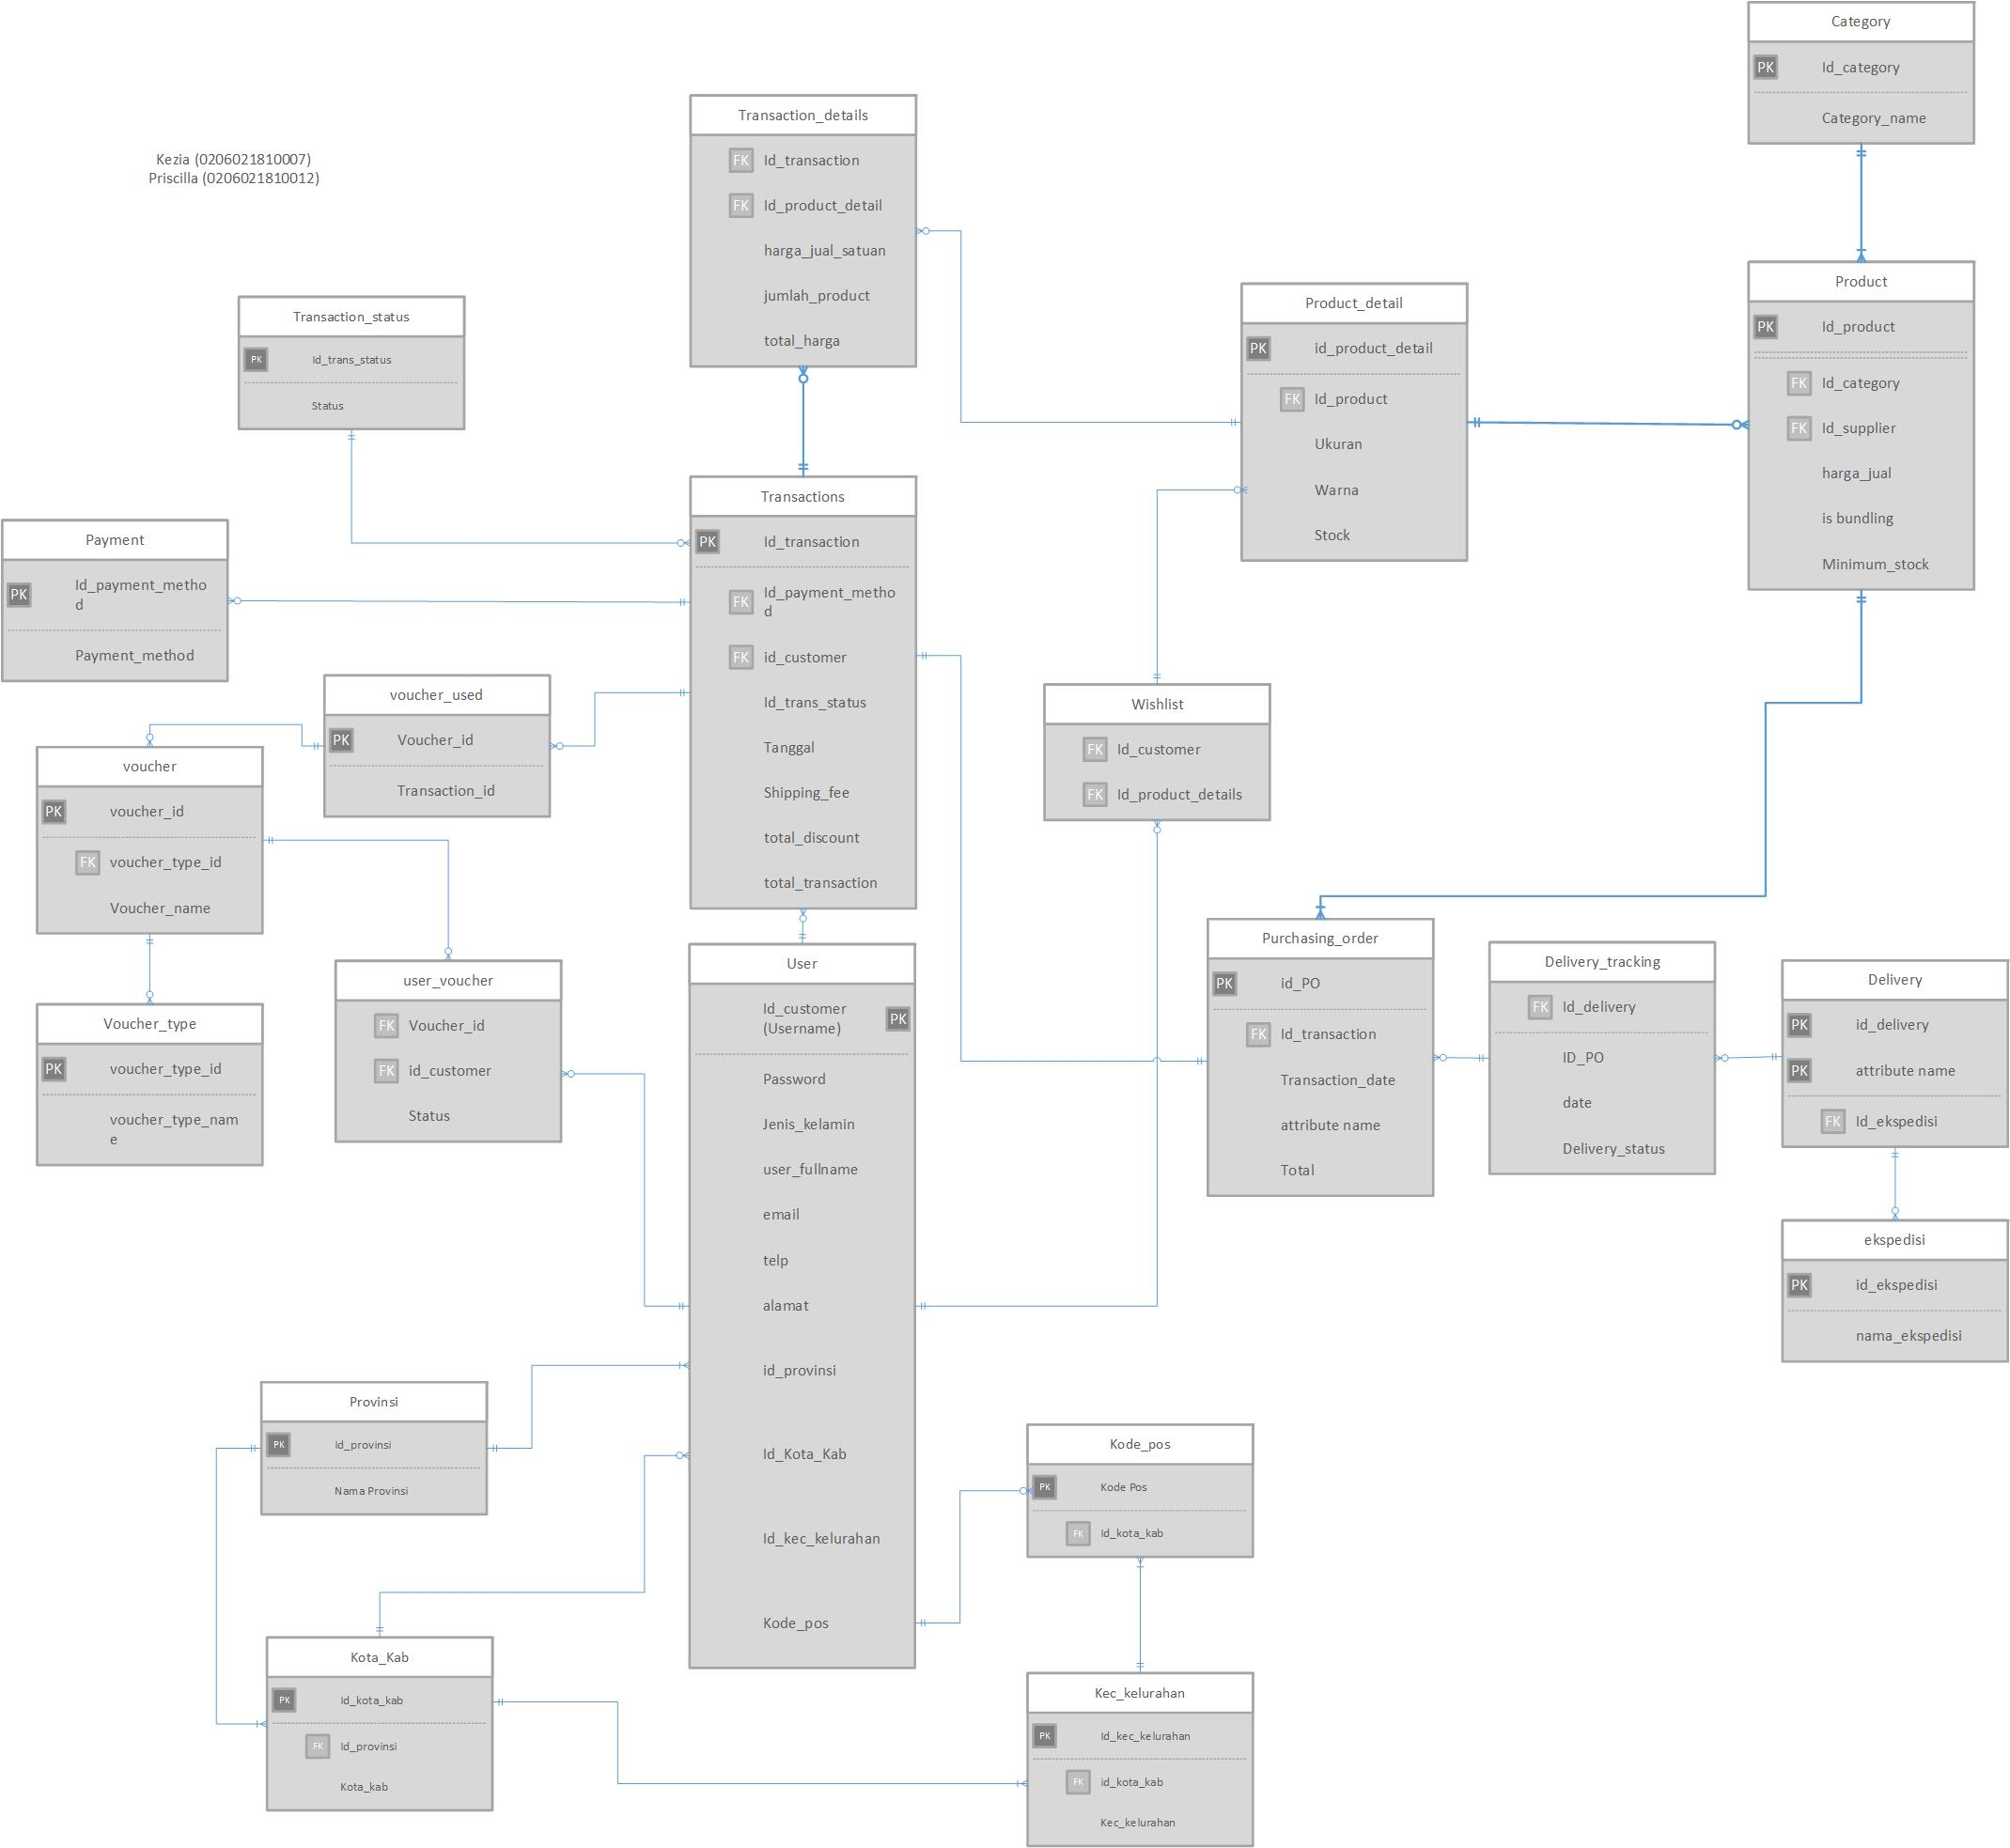 Kezia (0206021810007)
Priscilla (0206021810012)
Category
PK Id_category
Category_name
Transaction_details
FK Id_transaction
FK Id_product_detail
harga_jual_satuan
jumlah_product
total_harga
Product
PK Id_product
FK Id_category
FK Id_supplier
harga_jual
is bundling
Minimum_stock
Product_detail
PK id_product_detail
FK Id_product
Ukuran
Warna
Stock
Transaction_status
PK Id_trans_status
Status
Transactions
PK Id_transaction
FK Id_payment_metho
d
FK id_customer
Id_trans_status
Tanggal
Shipping_fee
total_discount
total_transaction
Payment
PK Id_payment_metho
d
Payment_method
voucher_used
PK Voucher_id
Transaction_id
Wishlist
FK Id_customer
FK Id_product_details
voucher
PK voucher_id
FK voucher_type_id
Voucher_name
user_voucher
FK Voucher_id
FK id_customer
Status
Voucher_type
PK voucher_type_id
voucher_type_nam
e
User
Id_customer
(Username) PK
Password
Jenis_kelamin
user_fullname
email
telp
alamat
id_provinsi
Id_Kota_Kab
Id_kec_kelurahan
Kode_pos
Purchasing_order
PK id_PO
FK Id_transaction
Transaction_date
attribute name
Total
Delivery_tracking
FK Id_delivery
ID_PO
date
Delivery_status
Delivery
PK id_delivery
PK attribute name
FK Id_ekspedisi
ekspedisi
PK id_ekspedisi
nama_ekspedisi
Provinsi
PK Id_provinsi
Nama Provinsi
Kode_pos
PK Kode Pos
FK Id_kota_kab
Kota_Kab
PK Id_kota_kab
FK Id_provinsi
Kota_kab
Kec_kelurahan
PK Id_kec_kelurahan
FK id_kota_kab
Kec_kelurahan